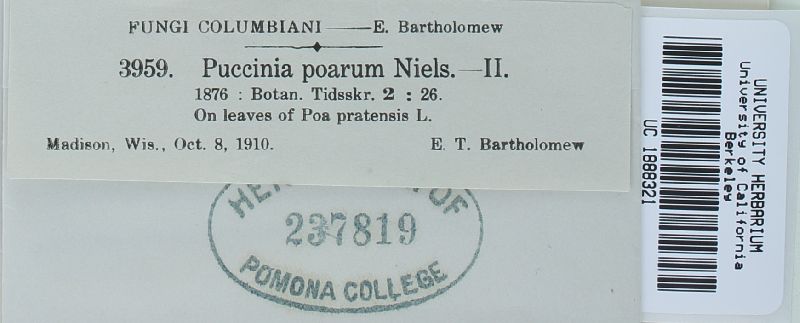 FUNGI COLUMBIANI——E. Bartholomew
3959. Puccinia poarum Niels.—II.
1876 : Botan. Tidsskr. 2 : 26.
On leaves of Poa pratensis L.
Madison, Wis., Oct. 8, 1910. E. T. Bartholomew
OF
237819
POMONA COLLEGE
UNIVERSITY HERBARIUM
University of California
Berkeley
UC 1888321